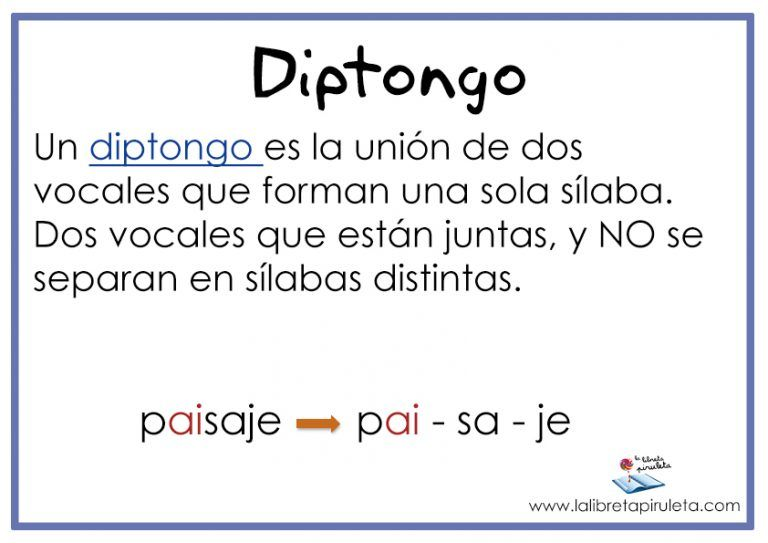 Diptongo
Un diptongo es la unión de dos
vocales que forman una sola sílaba.
Dos vocales que están juntas, y NO se
separan en sílabas distintas.
paisaje pai - sa - je
la libreta
piruleta
www.lalibretapiruleta.com